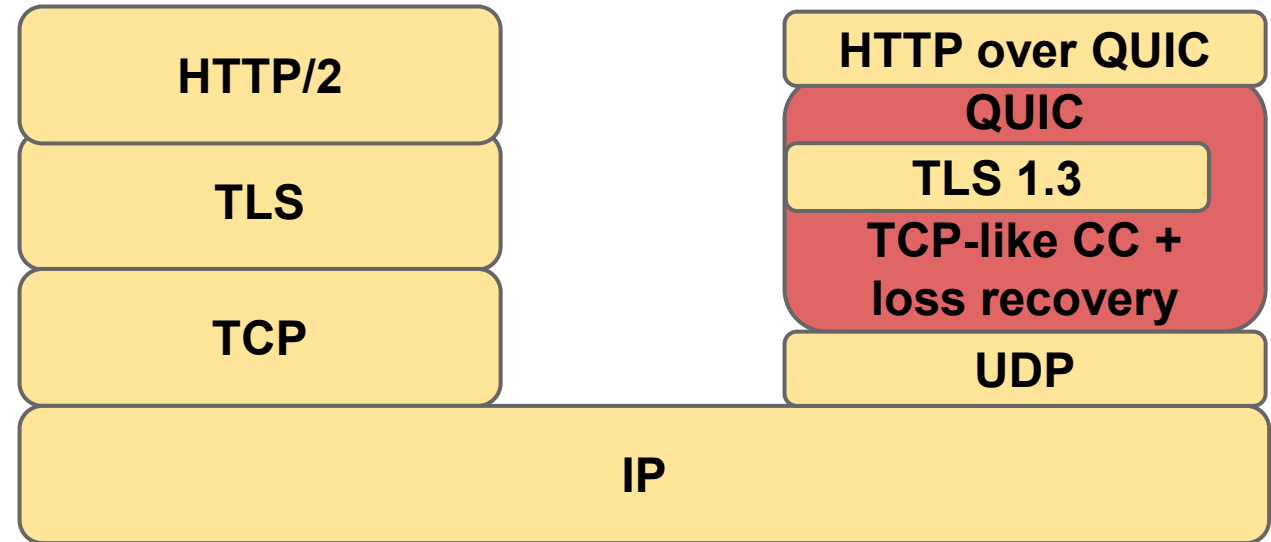 HTTP/2
TLS
TCP
HTTP over QUIC
QUIC
TLS 1.3
TCP-like CC +
loss recovery
UDP
IP